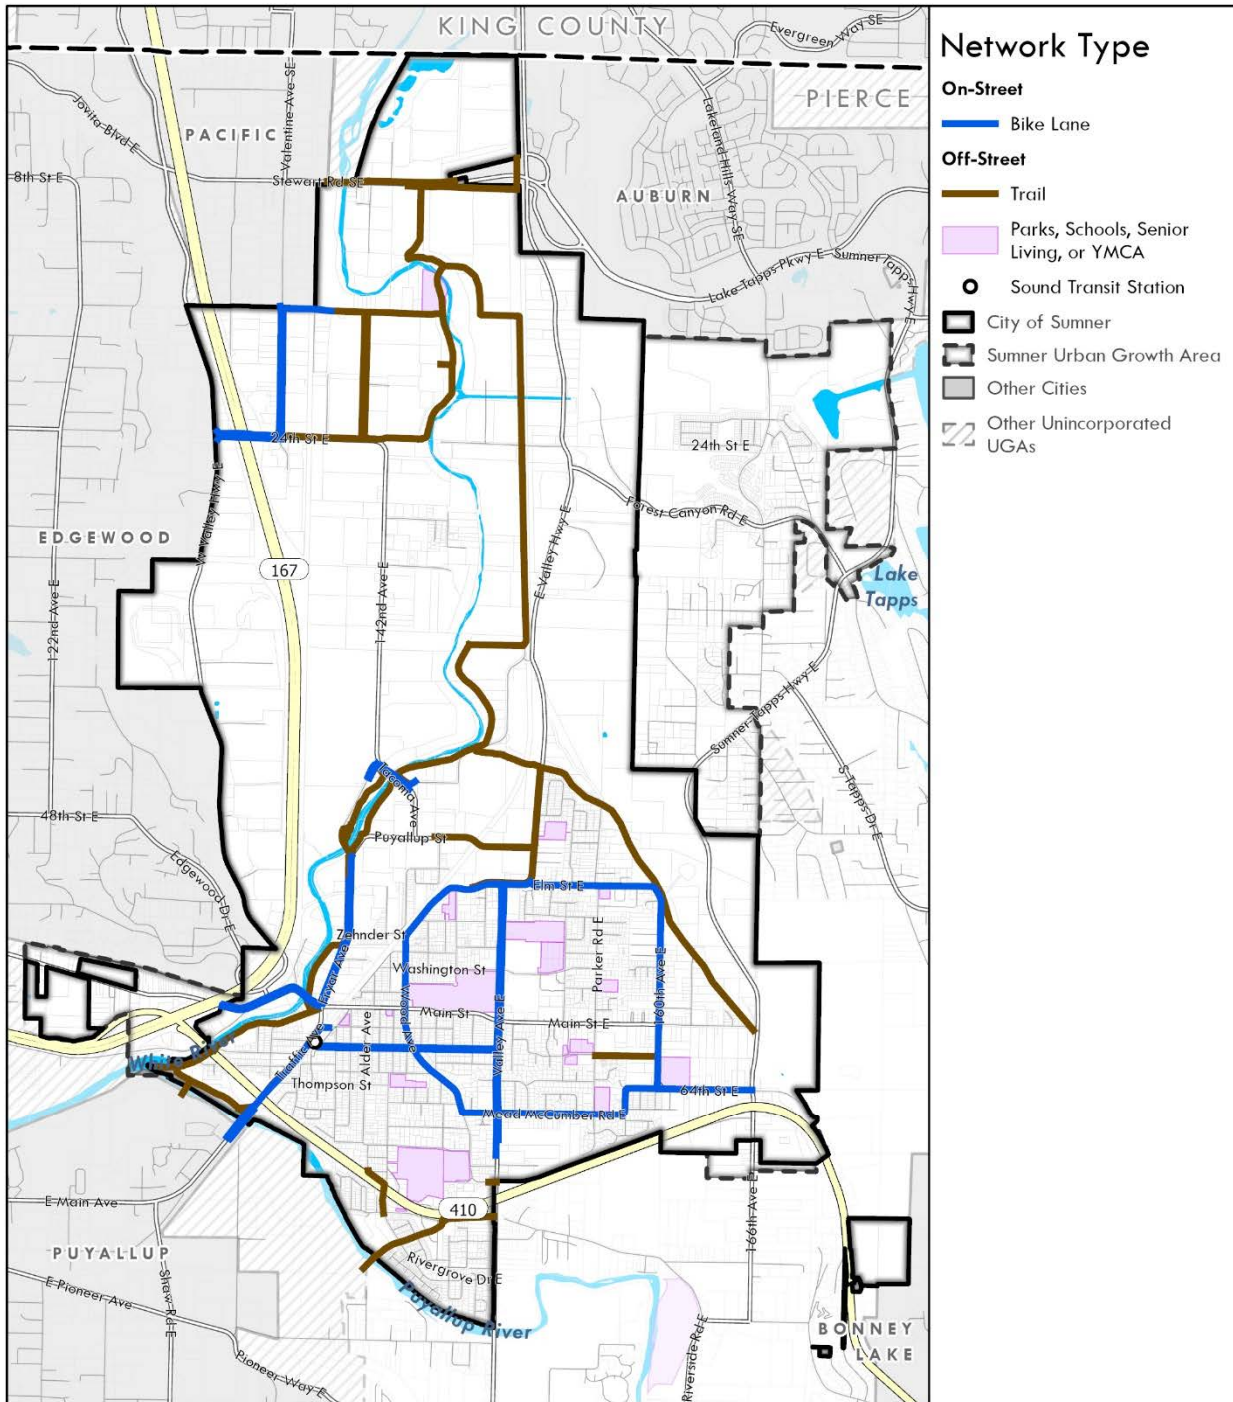 KING COUNTY
Evergreen Way SE
PIERCE
Jovita Blvd E
PACIFIC
Valentine Ave SE
Lakeland Hills Way SE
8th St E
Stewart Rd SE
AUBURN
Lake Tapps Pkwy E
Sumner Tapps Hwy E
24th St E
24th St E
W Valley Hwy E
Forest Canyon Rd E
EDGEWOOD
E Valley Hwy E
167
142nd Ave E
122nd Ave E
Lake
Tapps
Sumner Tapps Hwy E
S Tapps Dr E
Tacoma Ave
48th St E
Puyallup St
Edgewood Dr E
Elm St E
Zehnder St
Parker Rd E
160th Ave E
Washington St
Fryar Ave
Wood Ave
Valley Ave E
Main St
Main St E
Alder Ave
White River
Traffic Ave
Thompson St
64th St E
Mead McCumber Rd E
166th Ave E
E Main Ave
410
PUYALLUP
Shaw Rd E
Rivergrove Dr E
E Pioneer Ave
Puyallup River
Riverside Rd E
BONNEY
LAKE
Pioneer Way E
Network Type
On-Street
Bike Lane
Off-Street
Trail
Parks, Schools, Senior
Living, or YMCA
Sound Transit Station
City of Sumner
Sumner Urban Growth Area
Other Cities
Other Unincorporated
UGAs